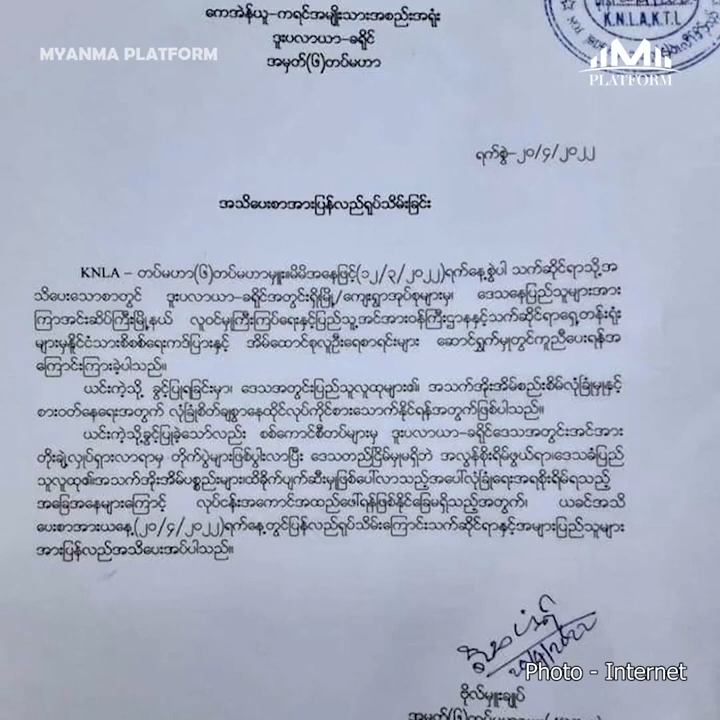 ကေအဲန်ယူ-ကရင်အမျိုးသားအစည်းအရုံး
ဒူးပလာယာ-ခရိုင်
အမှတ်(၆)တပ်မဟာ
K.N.L.A,K.T.L
MYANMA PLATFORM
M
PLATFORM
ရက်စွဲ-၂၀/၄/၂၀၂၂
အသိပေးစာအားပြန်လည်ရုပ်သိမ်းခြင်း
KNLA – တပ်မဟာ(၆)တပ်မဟာမှူး။မိမိအနေဖြင့်(၁၂/၃/၂၀၂၂)ရက်နေ့စွဲပါ သက်ဆိုင်ရာသို့အ
သိပေးသောစာတွင် ဒူးပလာယာ-ခရိုင်အတွင်းရှိမြို့/ကျေးရွာအုပ်စုများမှ၊ ဒေသနေပြည်သူများအား
ကြာအင်းဆိပ်ကြီးမြို့နယ် လူဝင်မှုကြီးကြပ်ရေးနှင့်ပြည်သူ့အင်အားဝန်ကြီးဌာနနှင့်သက်ဆိုင်ရာရှေ့တန်းရုံး
များမှနိူင်ငံသားစိစစ်ရေးကဒ်ပြားနှင့် အိမ်ထောင်စုလူဦးရေစာရင်းများ ဆောင်ရွှက်မှုတွင်ကူညီပေးရန်အ
ကြောင်းကြားခဲ့ပါသည်။
ယင်းကဲ့သို့ ခွင့်ပြုရခြင်းမှာ၊ ဒေသအတွင်းပြည်သူလူထုများ၏ အသက်အိုးအိမ်စည်းစိမ်လုံခြုံမှုနှင့်
စားဝတ်နေရေးအတွက် လုံခြုံစိတ်ချစွာနေထိုင်လုပ်ကိုင်စားသောက်နိုင်ရန်အတွက်ဖြစ်ပါသည်။
ယင်းကဲ့သို့ခွင့်ပြုခဲ့သော်လည်း စစ်ကောင်စီတပ်များမှ ဒူးပလာယာ-ခရိုင်ဒေသအတွင်းအင်အား
တိုးချဲ့လှုပ်ရှားလာရာမှ တိုက်ပွဲများဖြစ်ပွါးလာပြီး ဒေသတည်ငြိမ်မှုမရှိဘဲ အလွန်စိုးရိမ်ဖွယ်ရာ၊ဒေသခံပြည်
သူလူထု၏အသက်အိုးအိမ်ပစ္စည်းများထိခိုက်ပျက်ဆီးမှုဖြစ်ပေါ်လာသည့်အပေါ်လုံခြုံရေးအရစိုးရိမ်ရသည့်
အခြေအနေများကြောင့် လုပ်ငန်းအကောင်အထည်ဖေါ်ရန်ဖြစ်နိုင်ခြေမရှိသည့်အတွက်၊ ယခင်အသိ
ပေးစာအားယနေ့(၂၀/၄/၂၀၂၂)ရက်နေ့တွင်ပြန်လည်ရုပ်သိမ်းကြောင်းသက်ဆိုင်ရာနှင့်အများပြည်သူများ
အားပြန်လည်အသိပေးအပ်ပါသည်။
၂၀/၄/၂၀၂၂
Photo - Internet
ဗိုလ်မှူးချုပ်